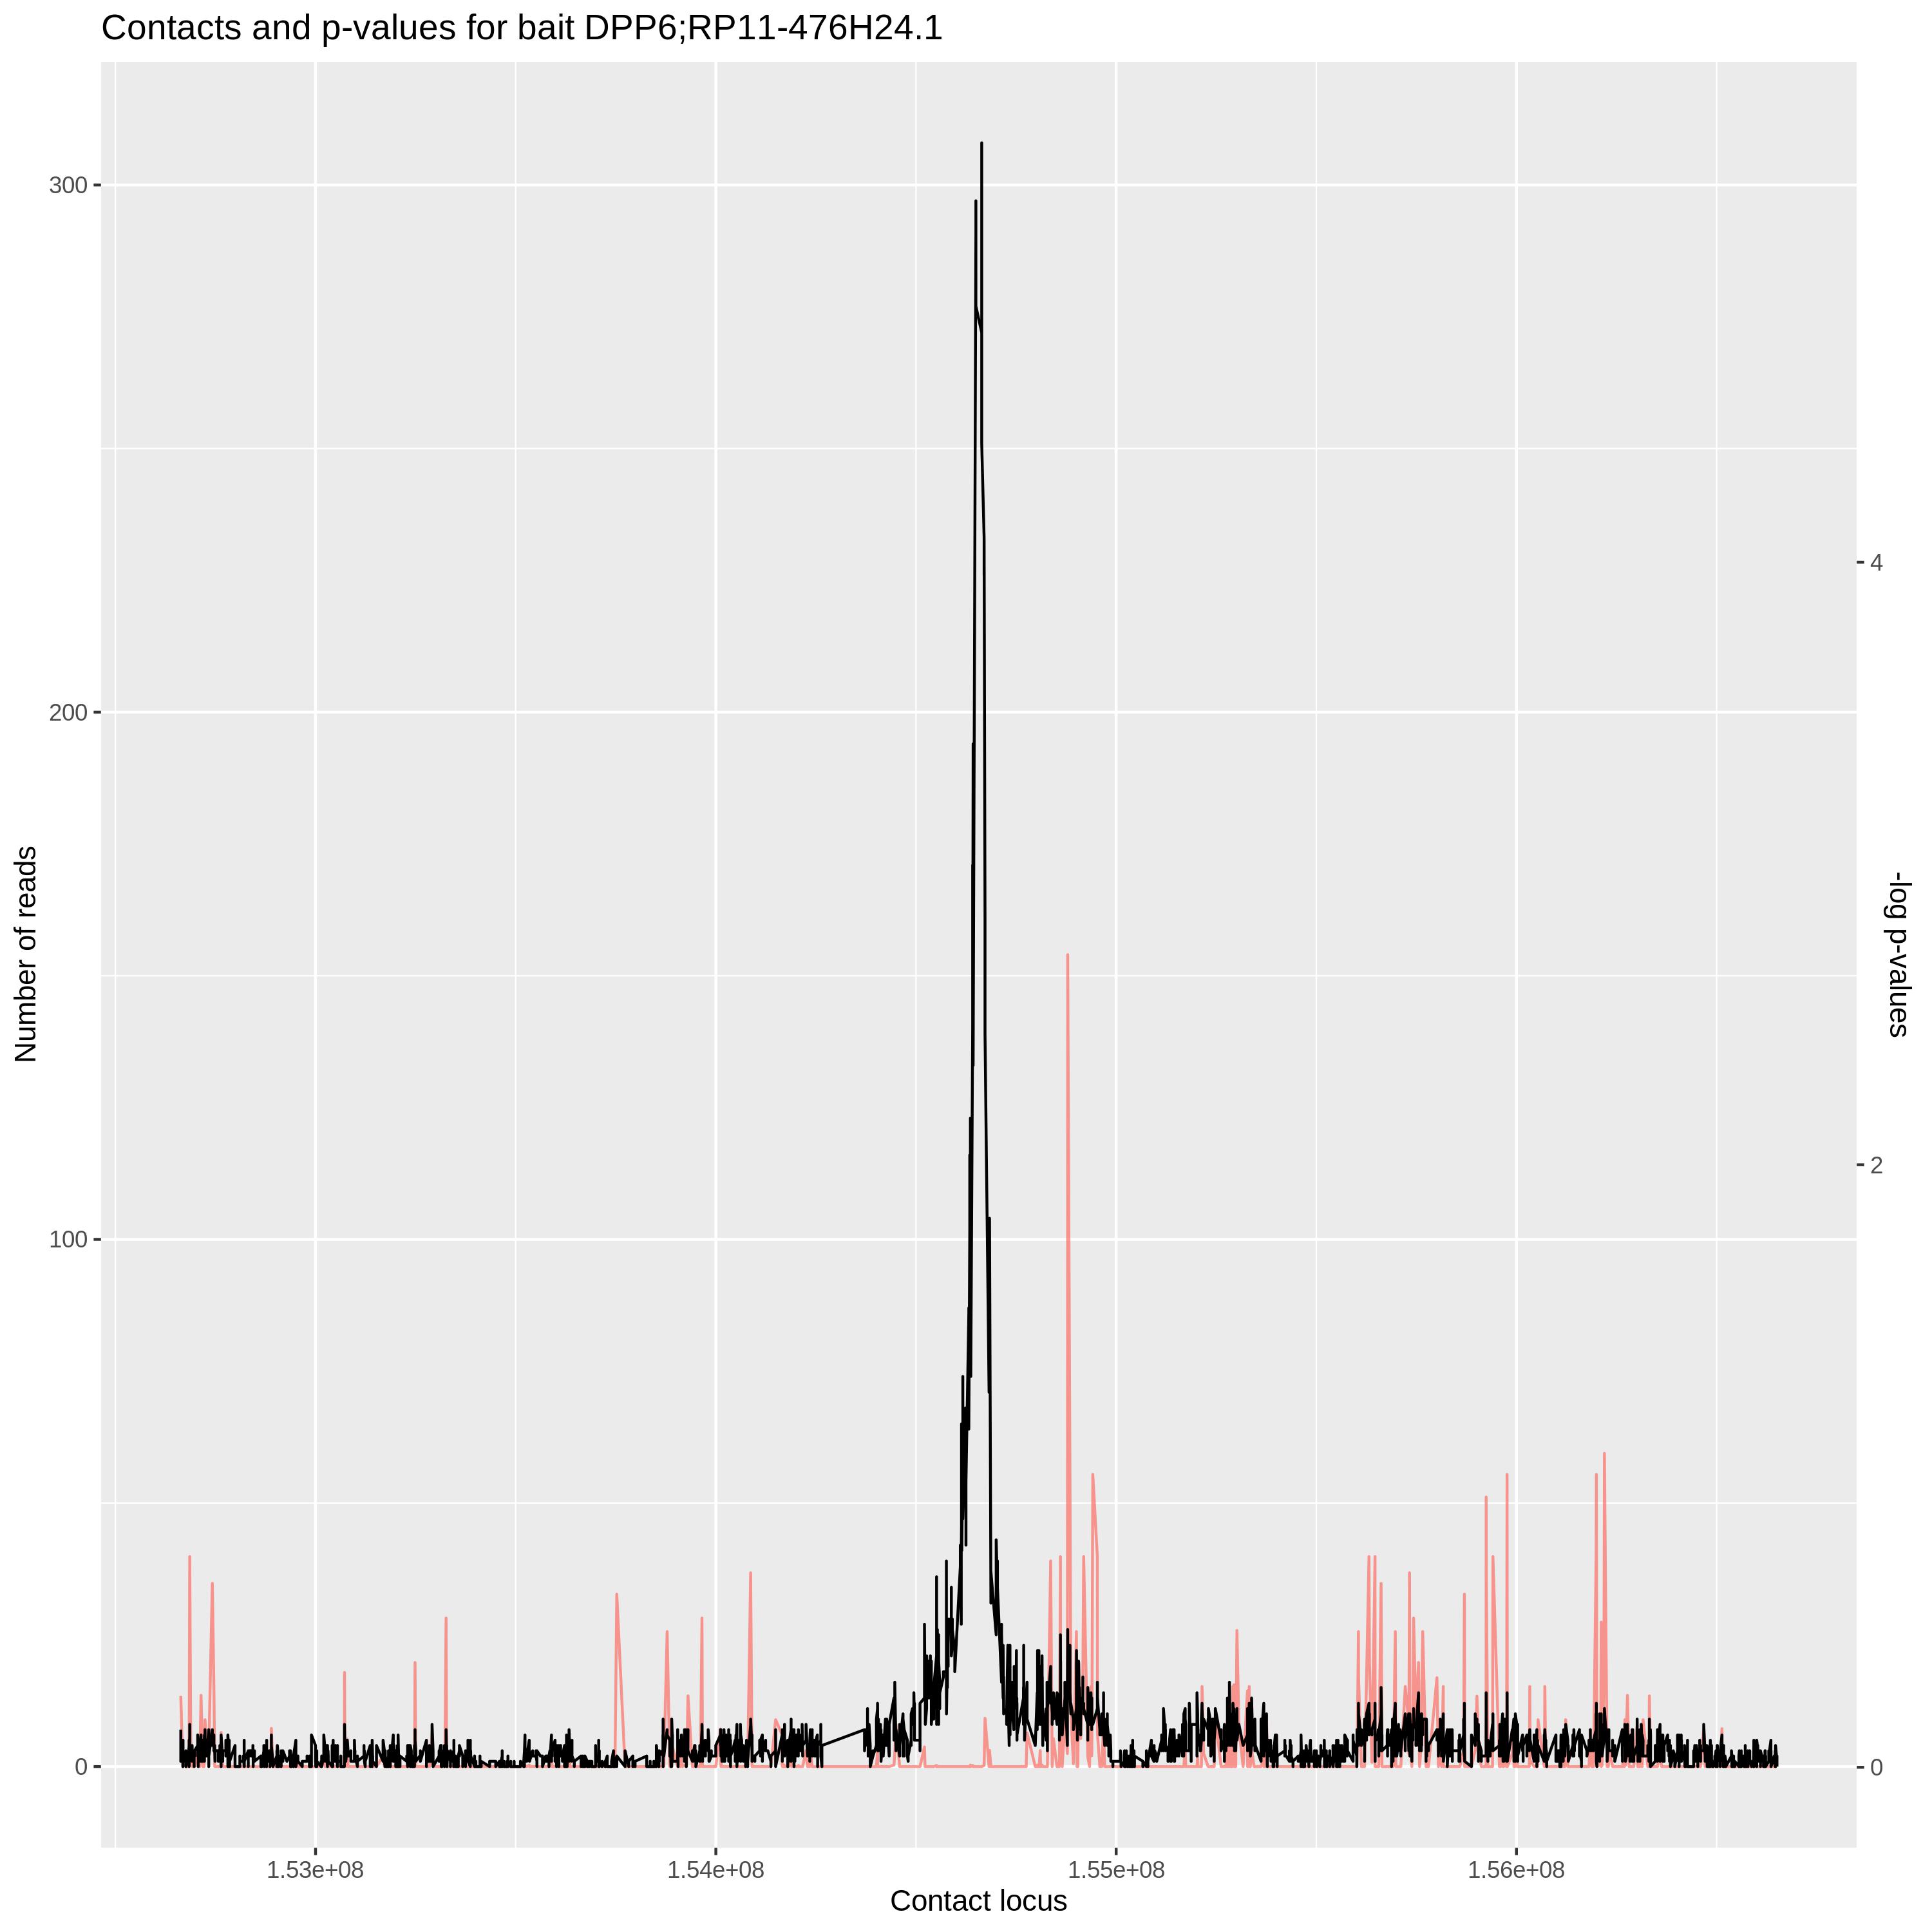 Contacts and p-values for bait DPP6;RP11-476H24.1
300
200
100
0
Number of reads
4
2
0
-log p-values
1.53e+08
1.54e+08
1.55e+08
1.56e+08
Contact locus